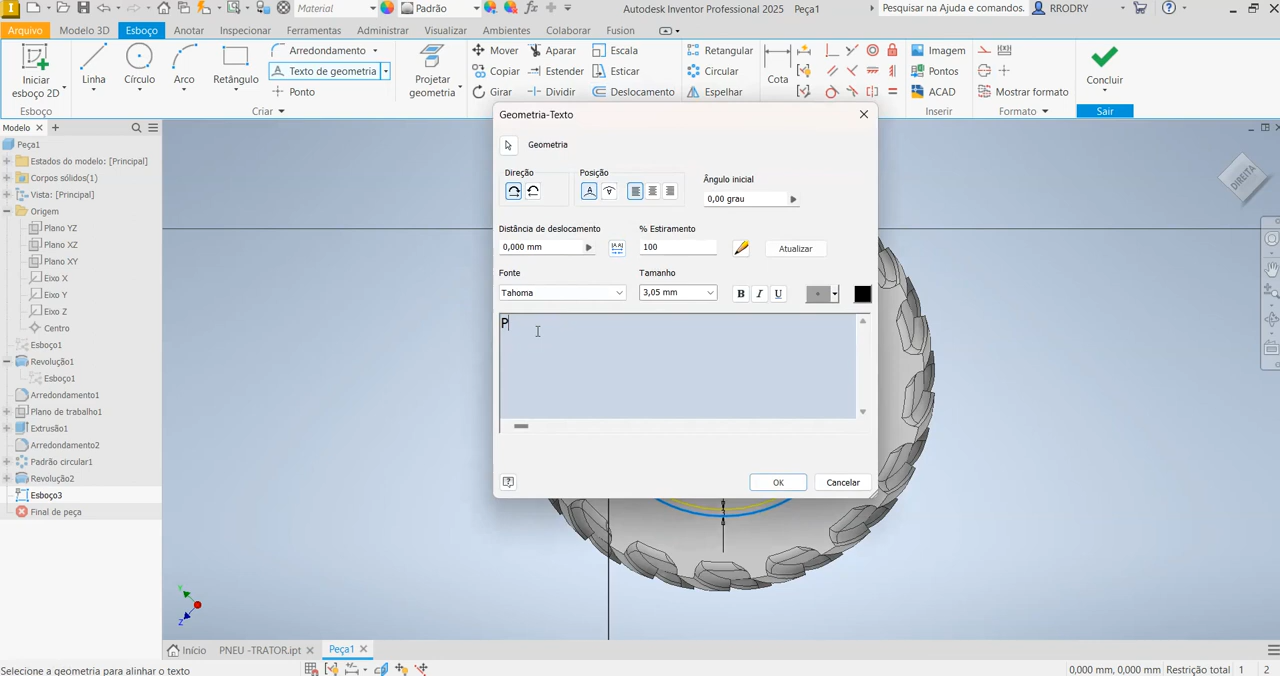 Material
Padrão
Autodesk Inventor Professional 2025
Peça1
Pesquisar na Ajuda e comandos.
RRODRY
Arquivo
Modelo 3D
Esboço
Anotar
Inspecionar
Ferramentas
Administrar
Visualizar
Ambientes
Colaborar
Fusion
Iniciar
esboço 2D
Linha
Círculo
Arco
Retângulo
Arredondamento
Texto de geometria
Ponto
Projetar
geometria
Mover
Copiar
Girar
Aparar
Estender
Dividir
Escala
Esticar
Deslocamento
Retangular
Circular
Espelhar
Cota
Imagem
Pontos
ACAD
Mostrar formato
Concluir
Esboço
Criar
Inserir
Formato
Sair
Modelo
Peça1
Estados do modelo: [Principal]
Corpos sólidos(1)
Vista: [Principal]
Origem
Plano YZ
Plano XZ
Plano XY
Eixo X
Eixo Y
Eixo Z
Centro
Esboço1
Revolução1
Esboço1
Arredondamento1
Plano de trabalho1
Extrusão1
Arredondamento2
Padrão circular1
Revolução2
Esboço3
Final de peça
Geometria-Texto
Geometria
Direção
Posição
Ângulo inicial
0,00 grau
Distância de deslocamento
% Estiramento
0,000 mm
100
Atualizar
Fonte
Tamanho
Tahoma
3,05 mm
B I U
P
OK
Cancelar
DIREITA
Y
Z
Início
PNEU -TRATOR.ipt
Peça1
Selecione a geometria para alinhar o texto
0,000 mm, 0,000 mm
Restrição total
1
2